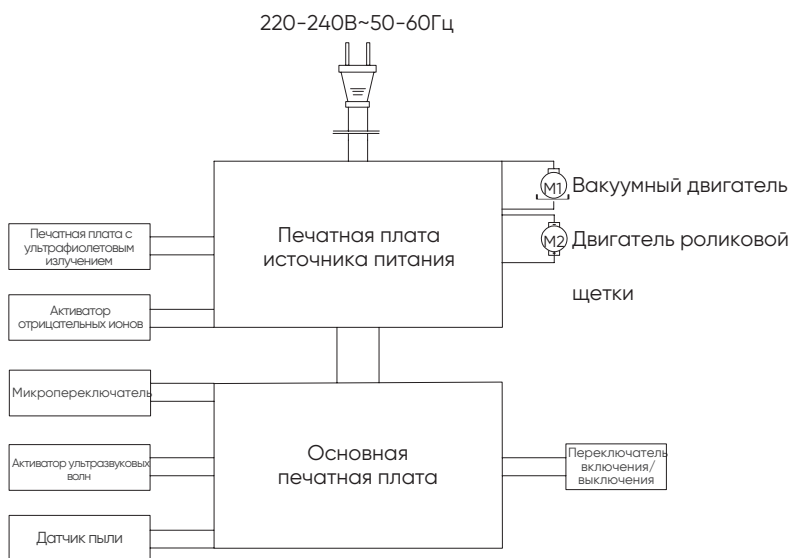 220-240В~50-60Гц
М1 Вакуумный двигатель
Печатная плата с
ультрафиолетовым
излучением
Печатная плата
источника питания
М2 Двигатель роликовой
щетки
Активатор
отрицательных ионов
Микропереключатель
Основная
печатная плата
Переключатель
включения/
выключения
Активатор ультразвуковых
волн
Датчик пыли